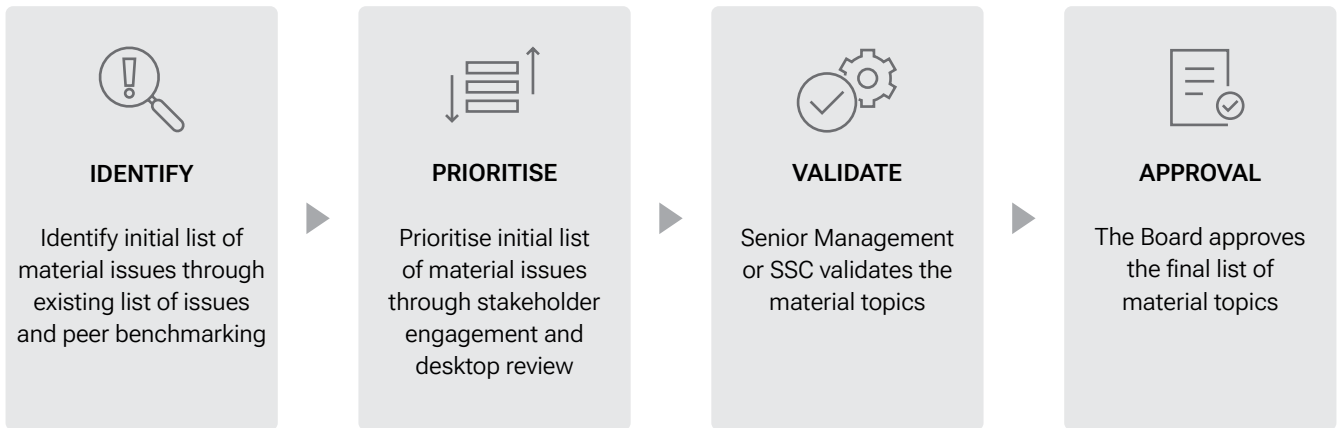 IDENTIFY
Identify initial list of
material issues through
existing list of issues
and peer benchmarking
PRIORITISE
Prioritise initial list
of material issues
through stakeholder
engagement and
desktop review
VALIDATE
Senior Management
or SSC validates the
material topics
APPROVAL
The Board approves
the final list of
material topics